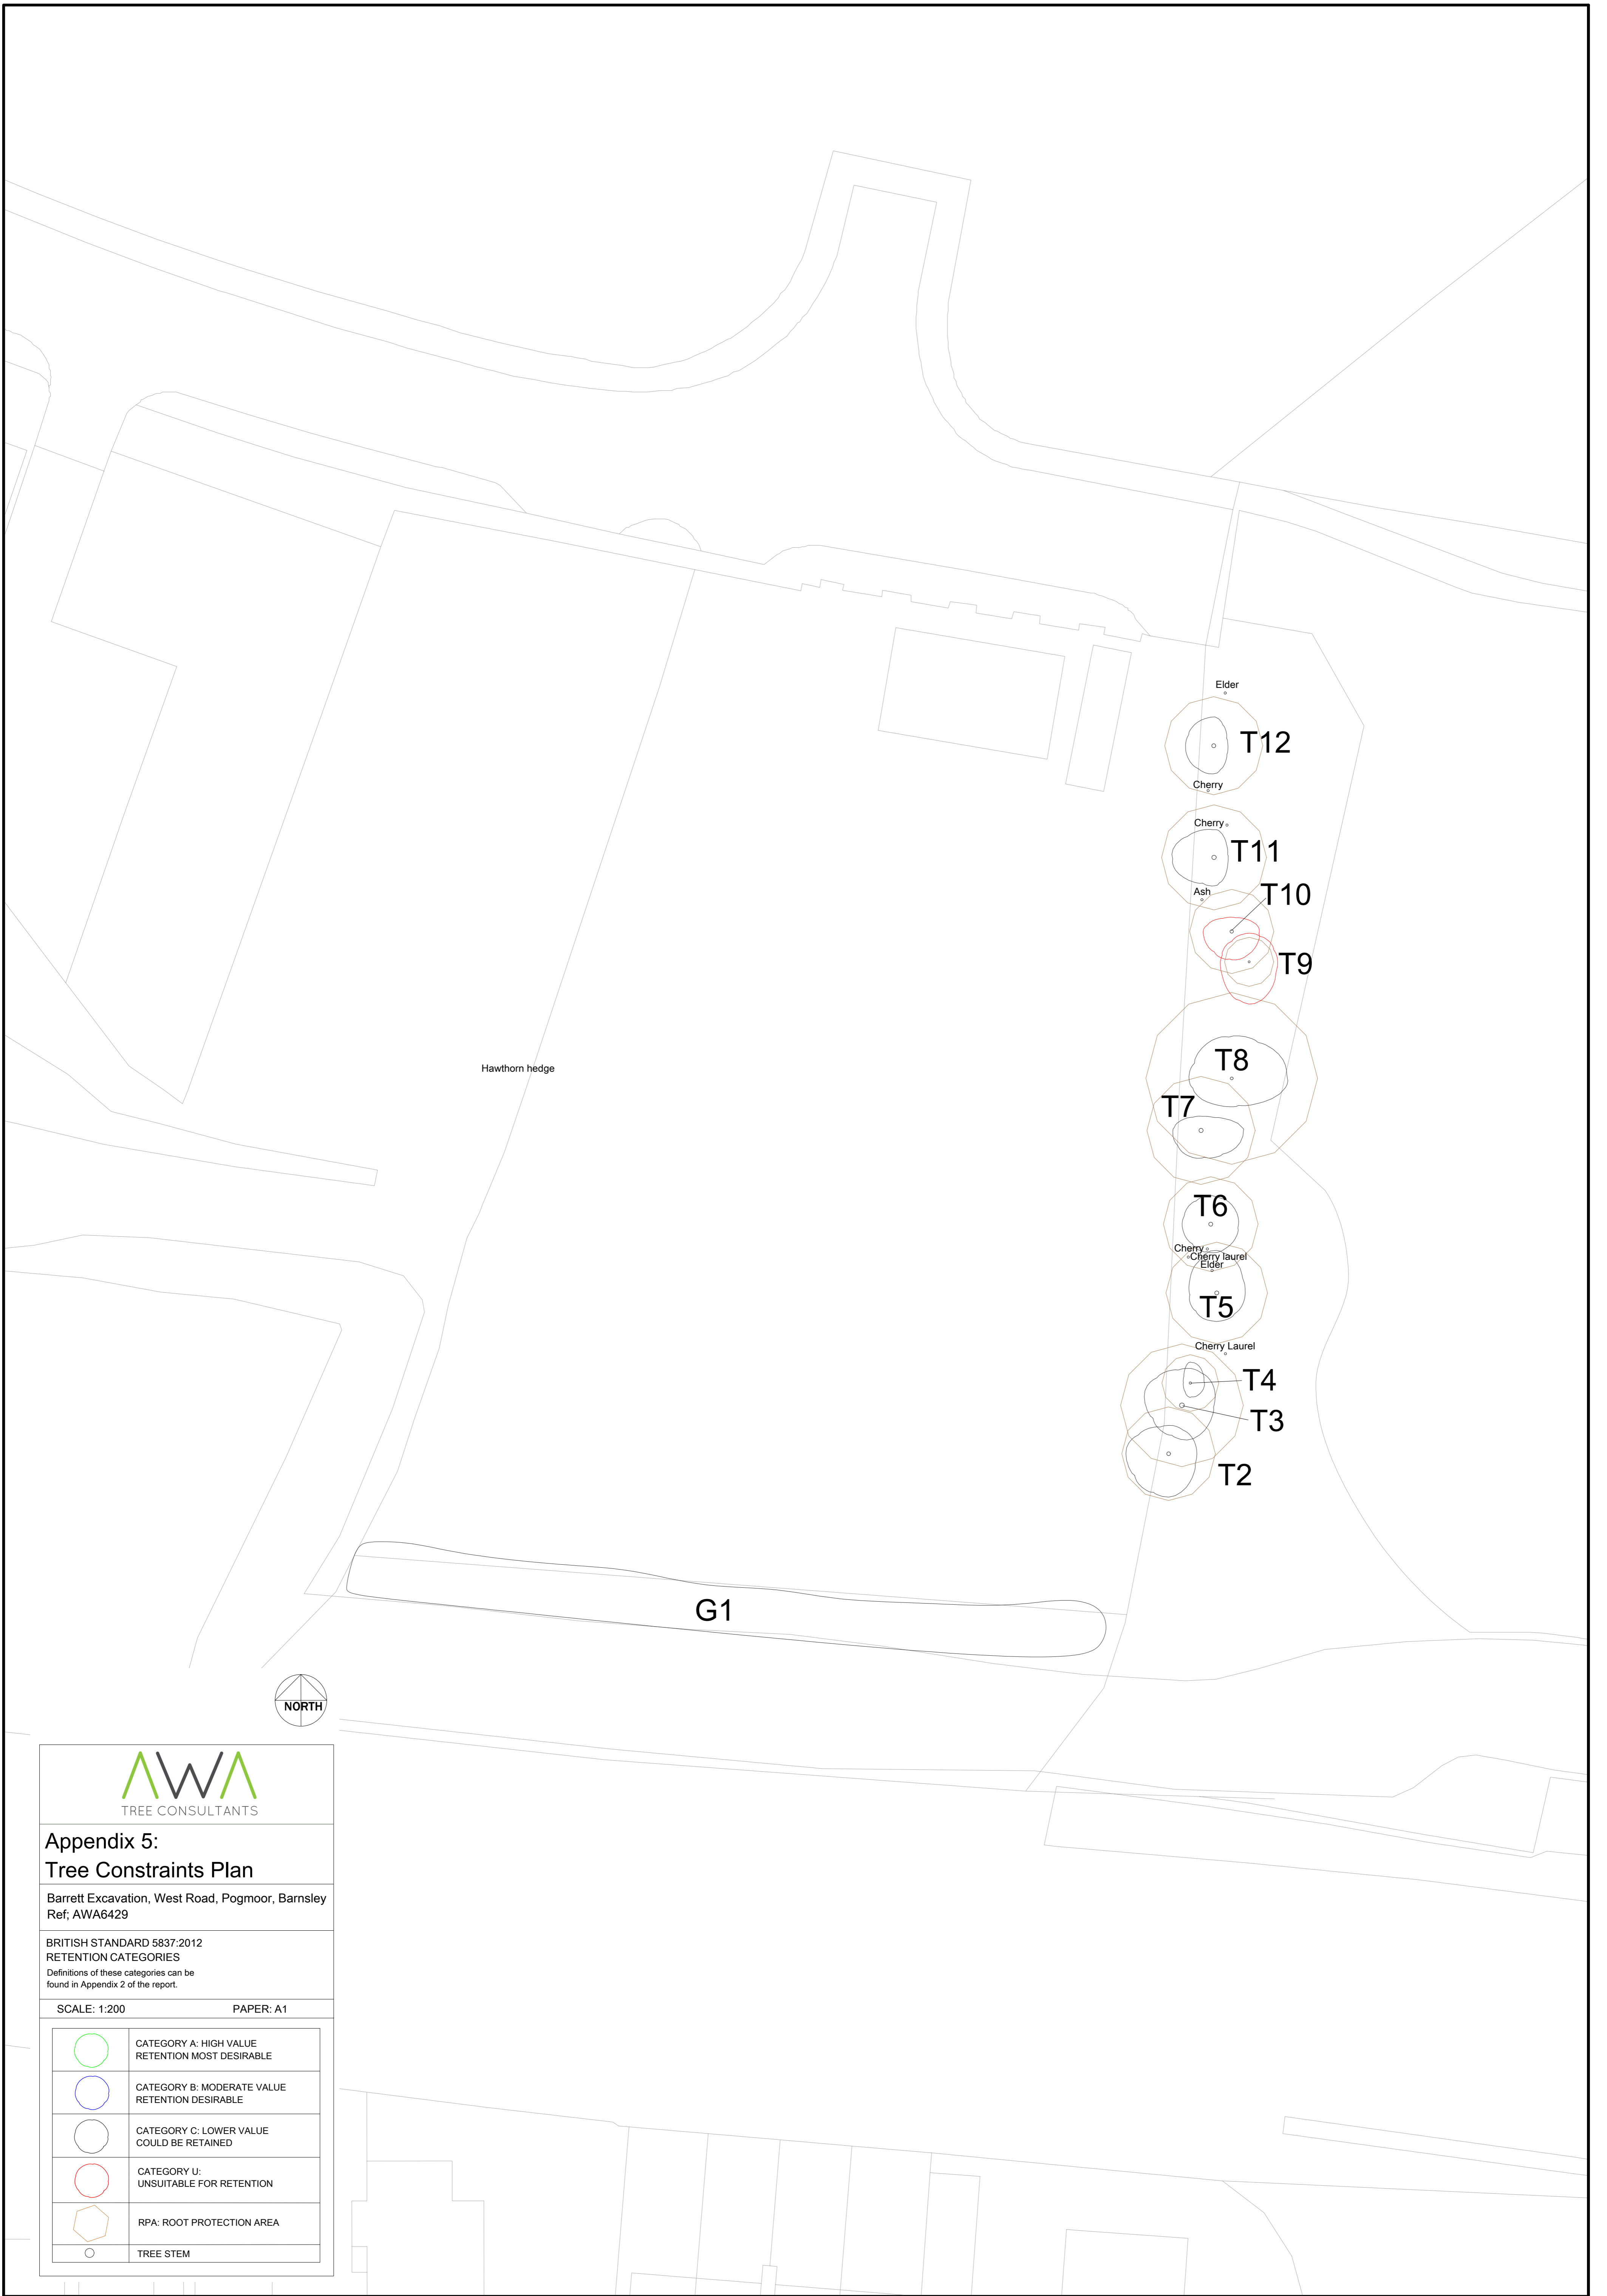 Elder
T12
Cherry
Cherry
T11
Ash
T10
T9
T8
Hawthorn hedge
T7
T6
Cherry
Cherry laurel
Elder
T5
Cherry Laurel
T4
T3
T2
G1
NORTH
AWA
TREE CONSULTANTS
Appendix 5:
Tree Constraints Plan
Barrett Excavation, West Road, Pogmoor, Barnsley
Ref; AWA6429
BRITISH STANDARD 5837:2012
RETENTION CATEGORIES
Definitions of these categories can be
found in Appendix 2 of the report.
SCALE: 1:200 PAPER: A1
CATEGORY A: HIGH VALUE
RETENTION MOST DESIRABLE
CATEGORY B: MODERATE VALUE
RETENTION DESIRABLE
CATEGORY C: LOWER VALUE
COULD BE RETAINED
CATEGORY U:
UNSUITABLE FOR RETENTION
RPA: ROOT PROTECTION AREA
TREE STEM